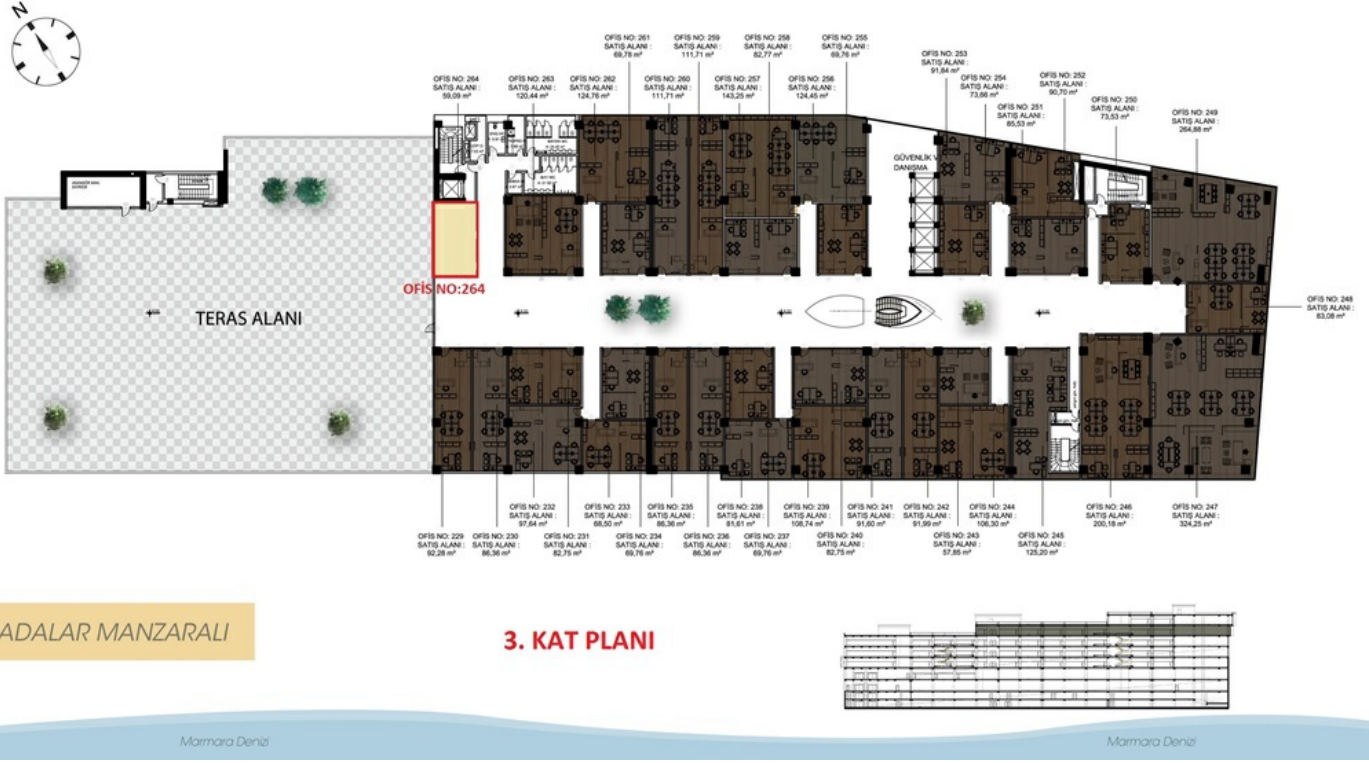 N
OFİS NO: 261
SATIŞ ALANI :
69,78 m²
OFİS NO: 259
SATIŞ ALANI :
111,71 m²
OFİS NO: 258
SATIŞ ALANI :
82,77 m²
OFİS NO: 255
SATIŞ ALANI :
69,76 m²
OFİS NO: 253
SATIŞ ALANI :
91,84 m²
OFİS NO: 264
SATIŞ ALANI :
59,09 m²
OFİS NO: 263
SATIŞ ALANI :
120,44 m²
OFİS NO: 262
SATIŞ ALANI :
124,76 m²
OFİS NO: 260
SATIŞ ALANI :
111,71 m²
OFİS NO: 257
SATIŞ ALANI :
143,25 m²
OFİS NO: 256
SATIŞ ALANI :
124,45 m²
OFİS NO: 254
SATIŞ ALANI :
73,66 m²
OFİS NO: 252
SATIŞ ALANI :
90,70 m²
OFİS NO: 251
SATIŞ ALANI :
85,53 m²
OFİS NO: 250
SATIŞ ALANI :
73,53 m²
OFİS NO: 249
SATIŞ ALANI :
264,88 m²
GÜVENLİK V
DANIŞMA
OFİS NO:264
TERAS ALANI
OFİS NO: 248
SATIŞ ALANI :
83,08 m²
OFİS NO: 232
SATIŞ ALANI :
97,64 m²
OFİS NO: 233
SATIŞ ALANI :
68,50 m²
OFİS NO: 235
SATIŞ ALANI :
86,36 m²
OFİS NO: 238
SATIŞ ALANI :
81,61 m²
OFİS NO: 239
SATIŞ ALANI :
108,74 m²
OFİS NO: 241
SATIŞ ALANI :
91,60 m²
OFİS NO: 242
SATIŞ ALANI :
91,99 m²
OFİS NO: 244
SATIŞ ALANI :
106,30 m²
OFİS NO: 246
SATIŞ ALANI :
200,18 m²
OFİS NO: 247
SATIŞ ALANI :
324,25 m²
OFİS NO: 229
SATIŞ ALANI :
92,28 m²
OFİS NO: 230
SATIŞ ALANI :
86,36 m²
OFİS NO: 231
SATIŞ ALANI :
82,75 m²
OFİS NO: 234
SATIŞ ALANI :
69,76 m²
OFİS NO: 236
SATIŞ ALANI :
86,36 m²
OFİS NO: 237
SATIŞ ALANI :
69,76 m²
OFİS NO: 240
SATIŞ ALANI :
82,75 m²
OFİS NO: 243
SATIŞ ALANI :
57,85 m²
OFİS NO: 245
SATIŞ ALANI :
125,20 m²
ADALAR MANZARALI
3. KAT PLANI
Marmara Denizi
Marmara Denizi